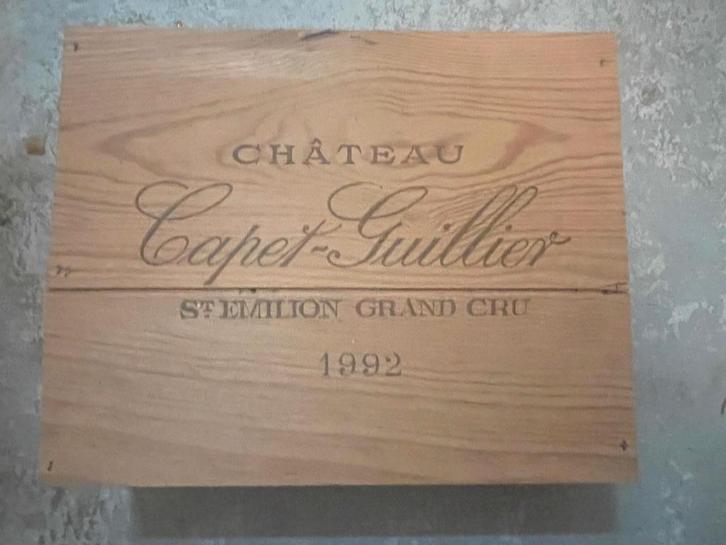 CHÂTEAU
Capet-Guillier
ST EMILION GRAND CRU
1992